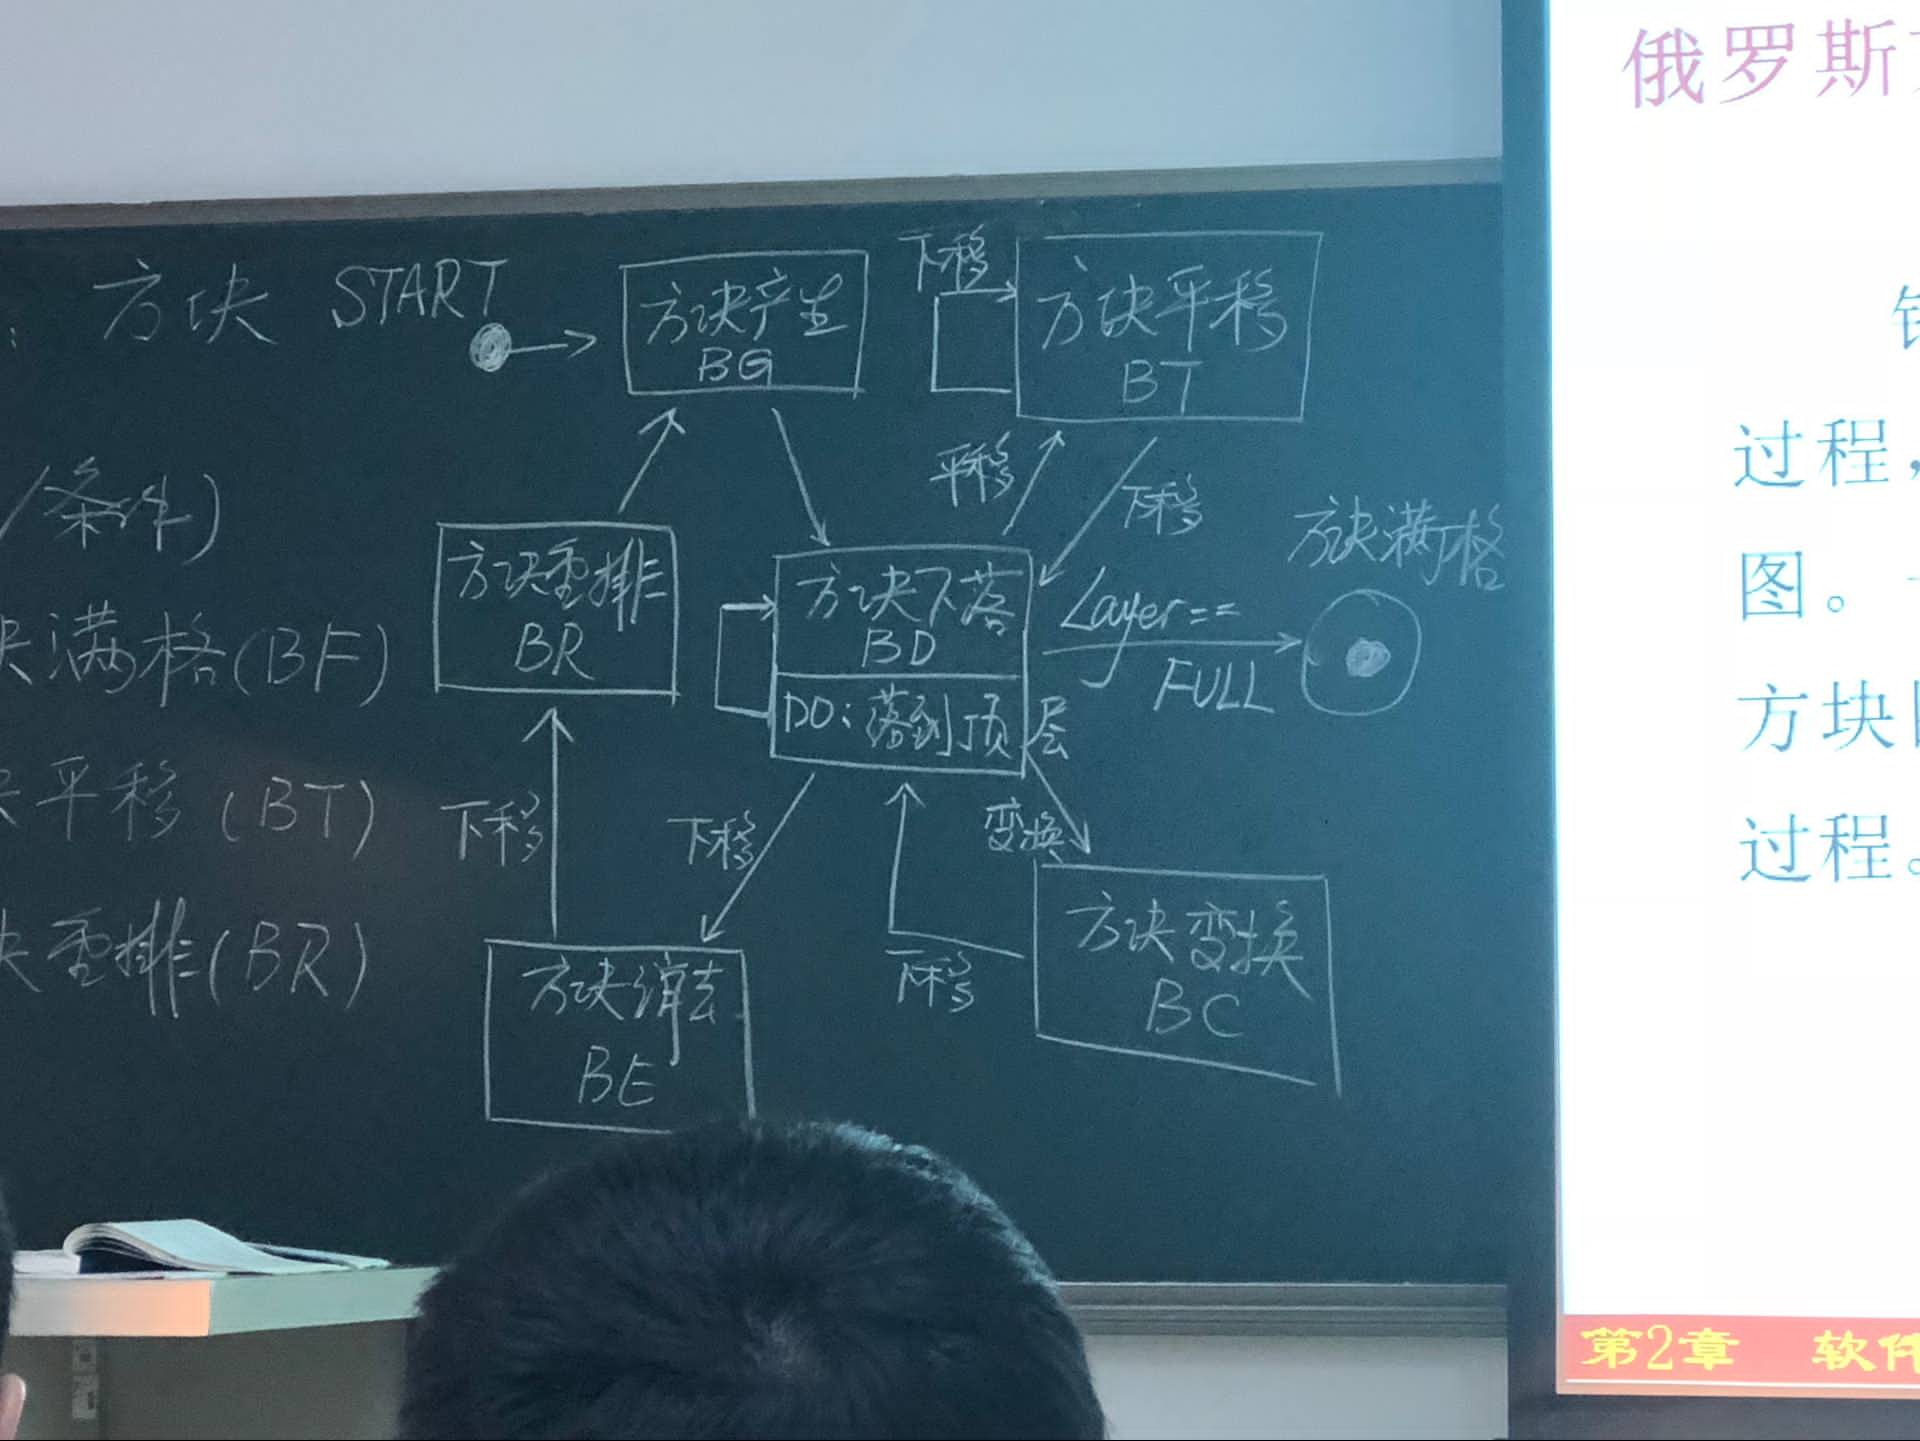 : 方块 START
方块产生
BG
下移
方块平移
BT
/条件)
平移
下移
方块重排
BR
方块下落
BD
DO:落到顶层
Layer==
FULL
方块满格
块满格(BF)
块平移(BT)
块重排(BR)
下移
下移
变换
下移
方块消去
BE
方块变换
BC
俄罗斯
过程，
图。
方块
过程。
第2章 软件